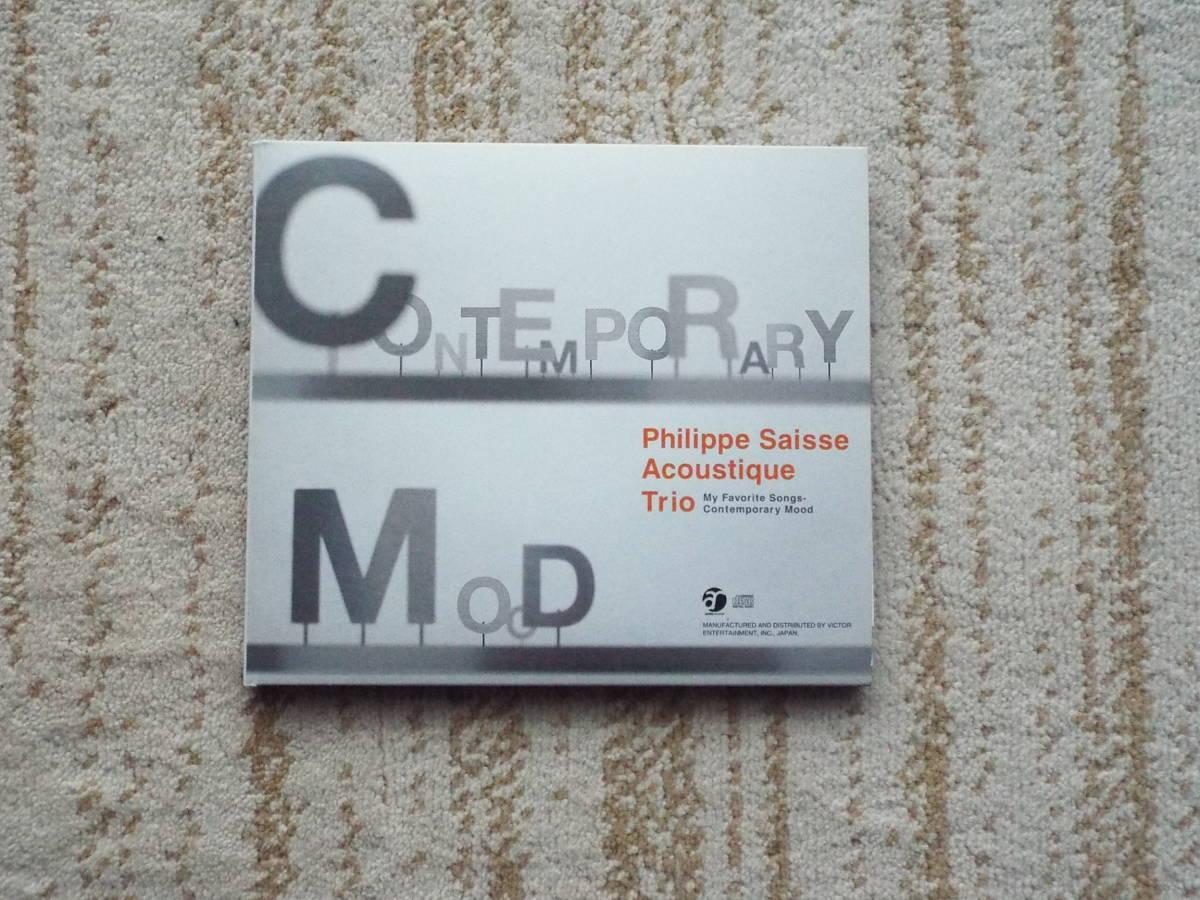 CONTEMPORARY
MOOD
Philippe Saisse
Acoustique
Trio
My Favorite Songs-
Contemporary Mood
MANUFACTURED AND DISTRIBUTED BY VICTOR
ENTERTAINMENT, INC., JAPAN.